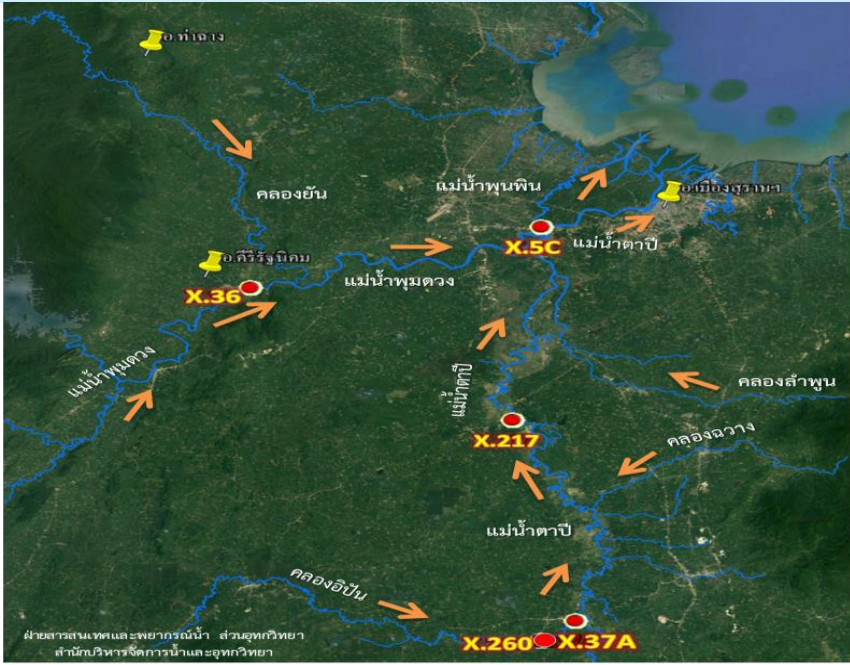 อ.ท่าฉาง
คลองยัน
แม่น้ำพุนพิน
อ.เมืองสุราษฯ
X.5C
แม่น้ำตาปี
อ.คีรีรัฐนิคม
X.36
แม่น้ำพุมดวง
แม่น้ำพุมดวง
แม่น้ำตาปี
คลองลำพูน
X.217
คลองฉวาง
แม่น้ำตาปี
คลองอิปัน
X.260
X.37A
ฝ่ายสารสนเทศและพยากรณ์น้ำ ส่วนอุทกวิทยา
สำนักบริหารจัดการน้ำและอุทกวิทยา